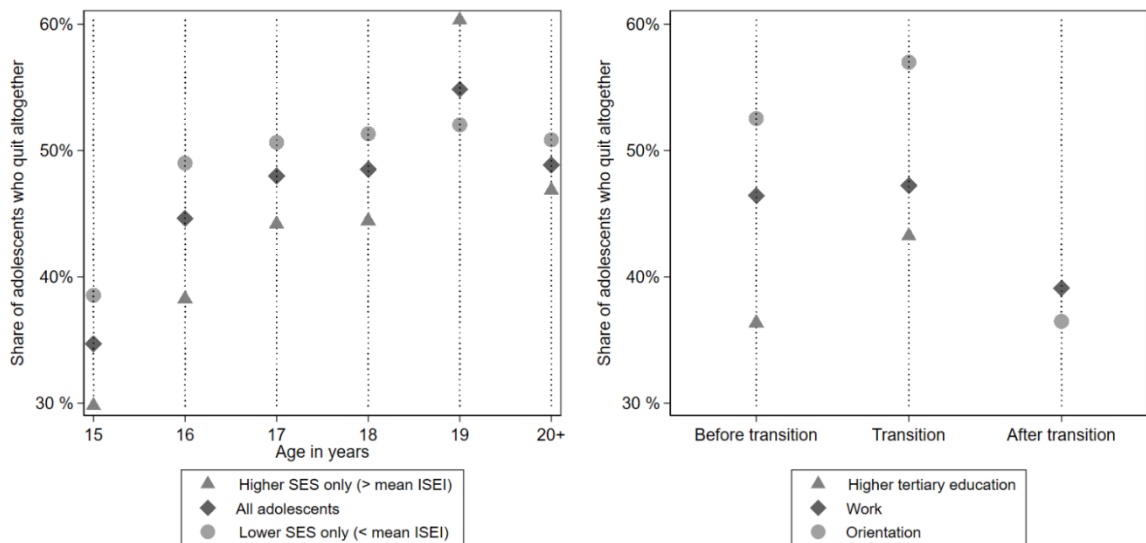 Share of adolescents who quit altogether
60%
50%
40%
30 %
15 16 17 18 19 20+
Age in years
Higher SES only (> mean ISEI)
All adolescents
Lower SES only (< mean ISEI)
Share of adolescents who quit altogether
60%
50%
40%
30 %
Before transition Transition After transition
Higher tertiary education
Work
Orientation